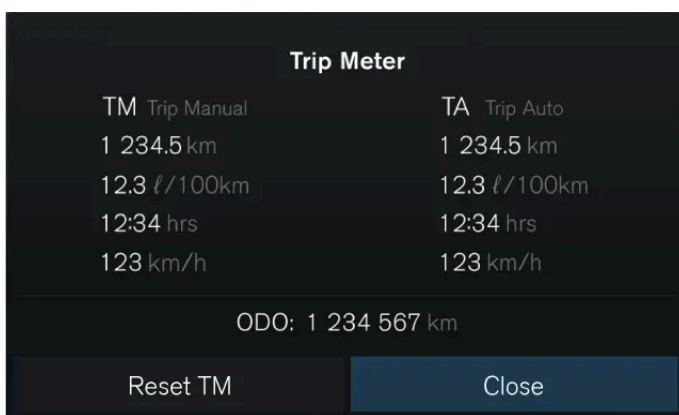 Trip Meter
TM Trip Manual
1 234.5 km
12.3 ℓ/100km
12:34 hrs
123 km/h
TA Trip Auto
1 234.5 km
12.3 ℓ/100km
12:34 hrs
123 km/h
ODO: 1 234 567 km
Reset TM
Close